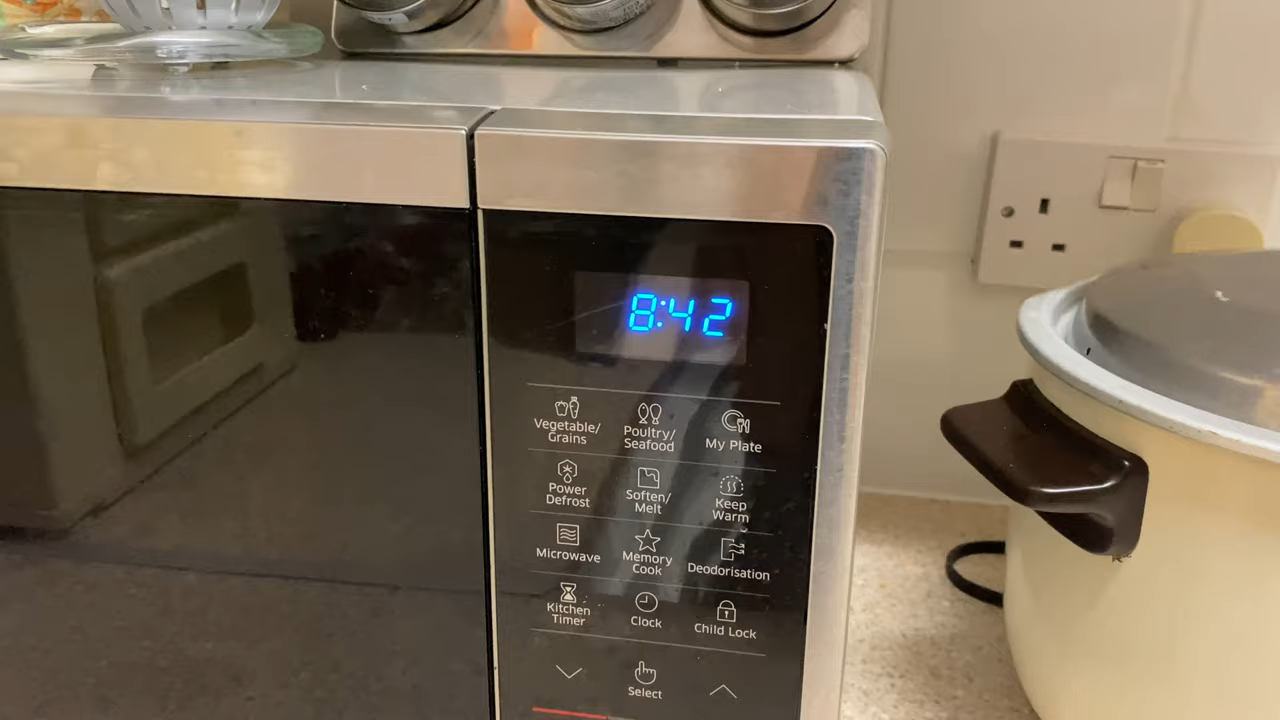 8:42
Vegetable/
Grains
Poultry/
Seafood
My Plate
Power
Defrost
Soften/
Melt
Keep
Warm
Microwave
Memory
Cook
Deodorisation
Kitchen
Timer
Clock
Child Lock
Select